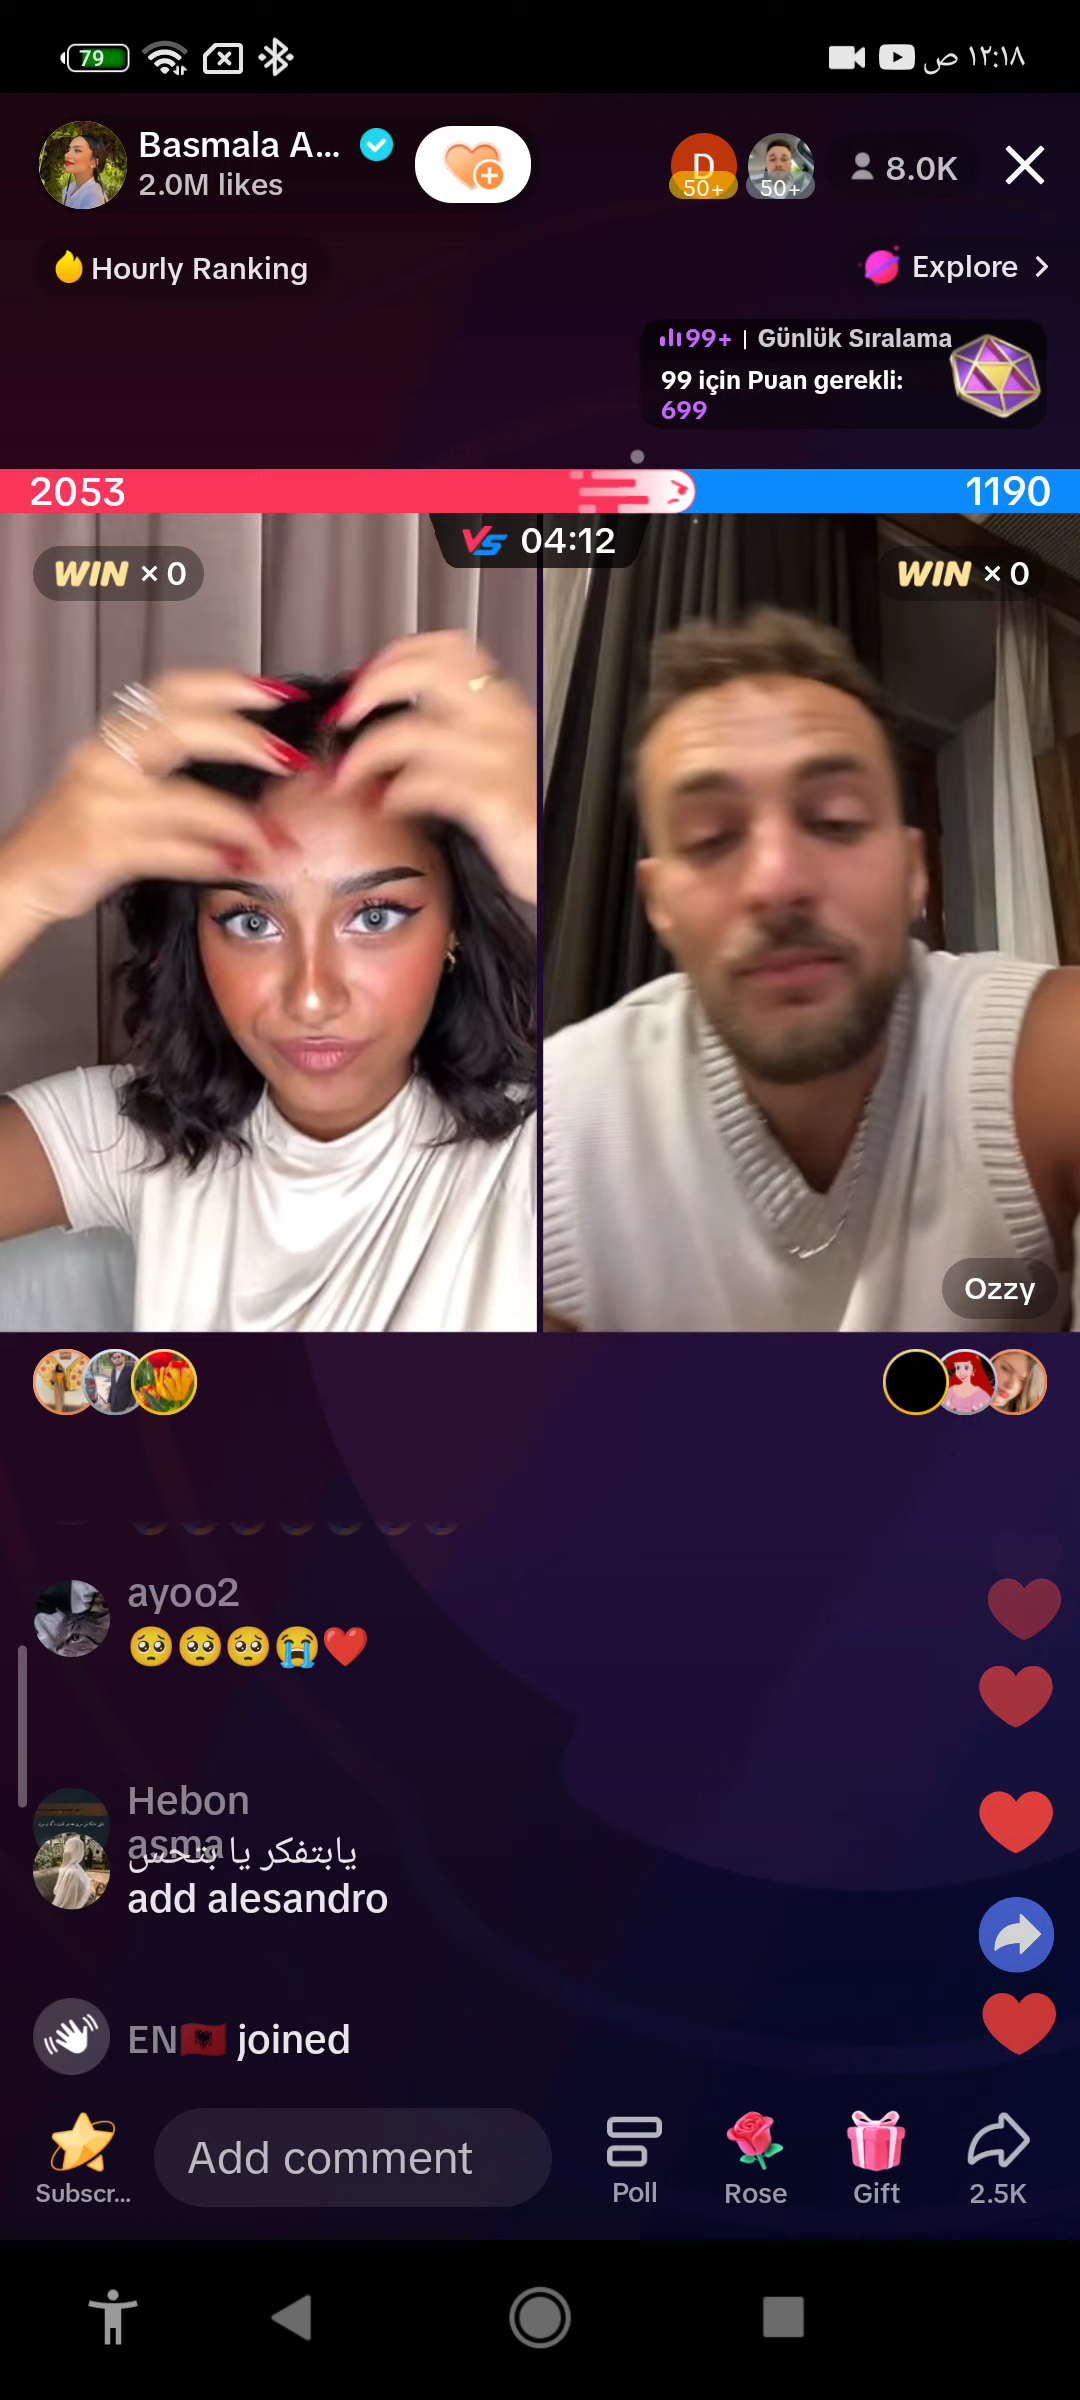 79
١٢:١٨ ص
Basmala A...
2.0M likes
D
50+
50+
8.0K
Hourly Ranking
Explore
99+ | Günlük Sıralama
99 için Puan gerekli:
699
2053
1190
VS 04:12
WIN × 0
WIN × 0
Ozzy
ayoo2
🥺🥺🥺😭❤️
Hebon
يابتفكر يا بتحس
asma
add alesandro
EN🇦🇱 joined
Subscr...
Add comment
Poll
Rose
Gift
2.5K